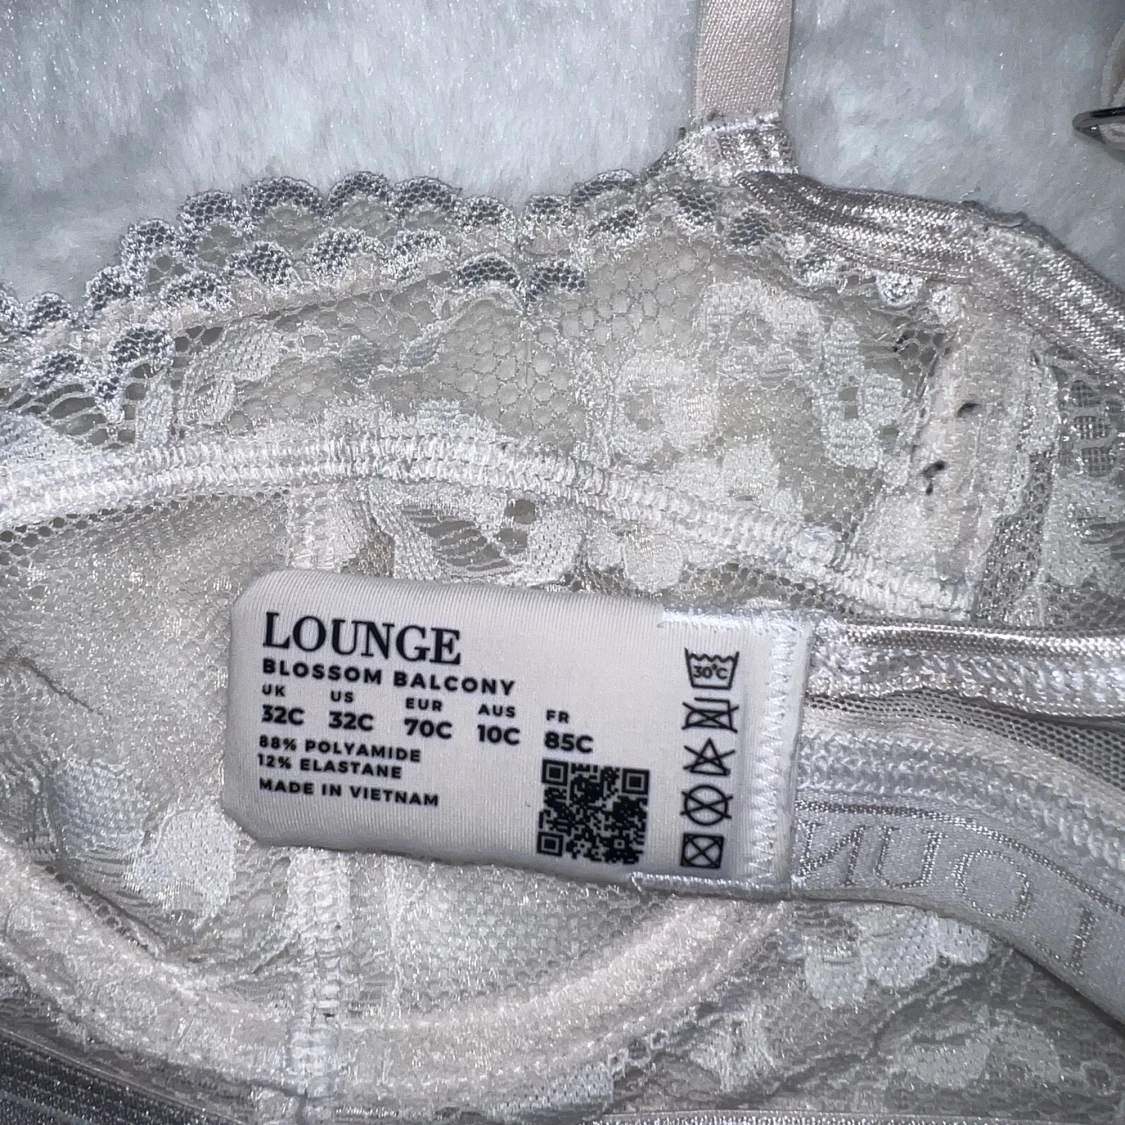 LOUNGE
BLOSSOM BALCONY
UK US EUR AUS FR
32C 32C 70C 10C 85C
88% POLYAMIDE
12% ELASTANE
MADE IN VIETNAM
30°C
LOUN